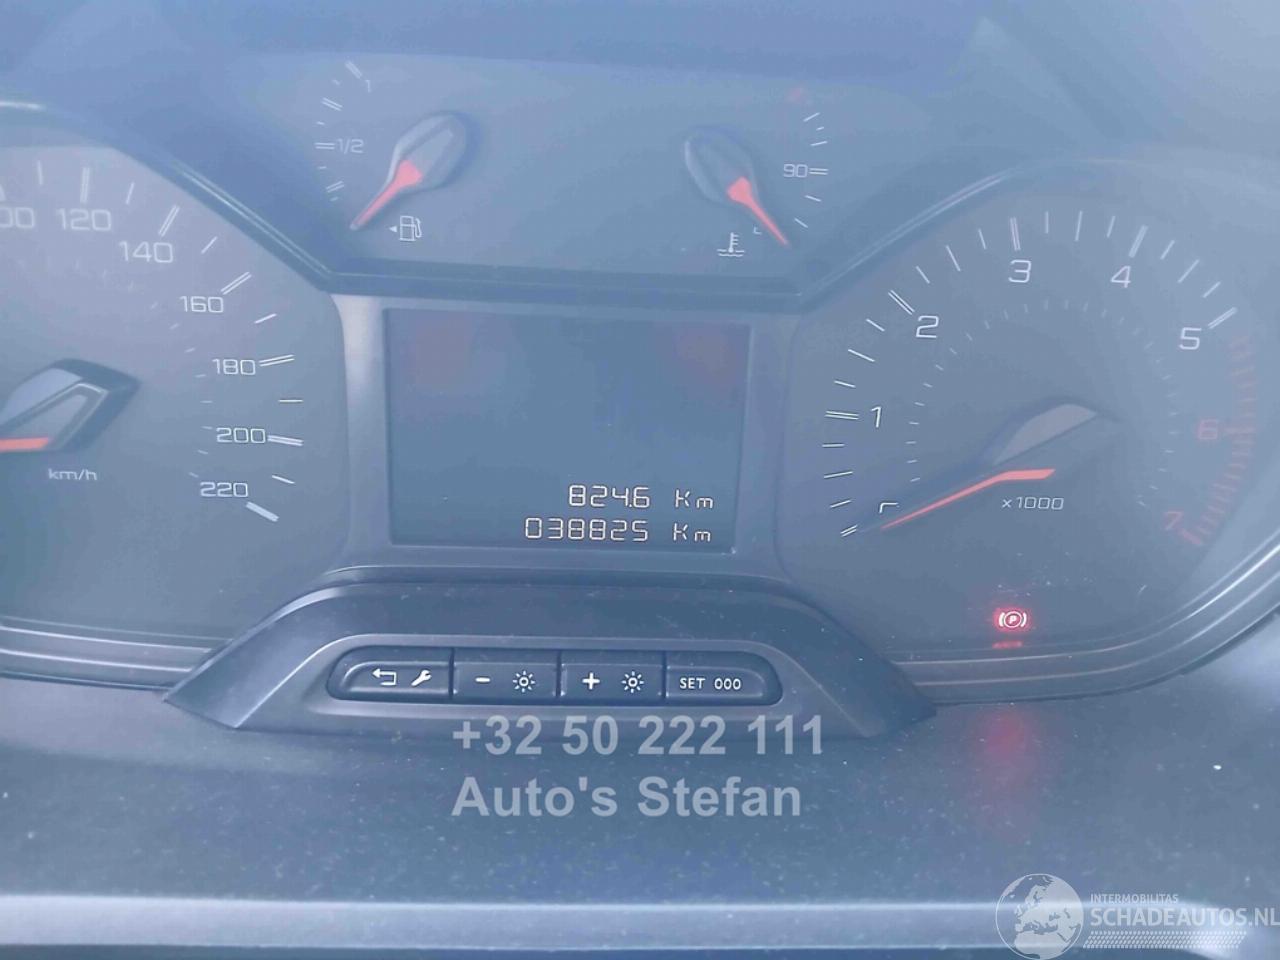 1
1/2
90
00
120
140
160
180
200
220
km/h
1
2
3
4
5
6
7
x1000
824.6 Km
038825 Km
P
SET 000
+32 50 222 111
Auto's Stefan
INTERMOBILITAS
SCHADEAUTOS.NL